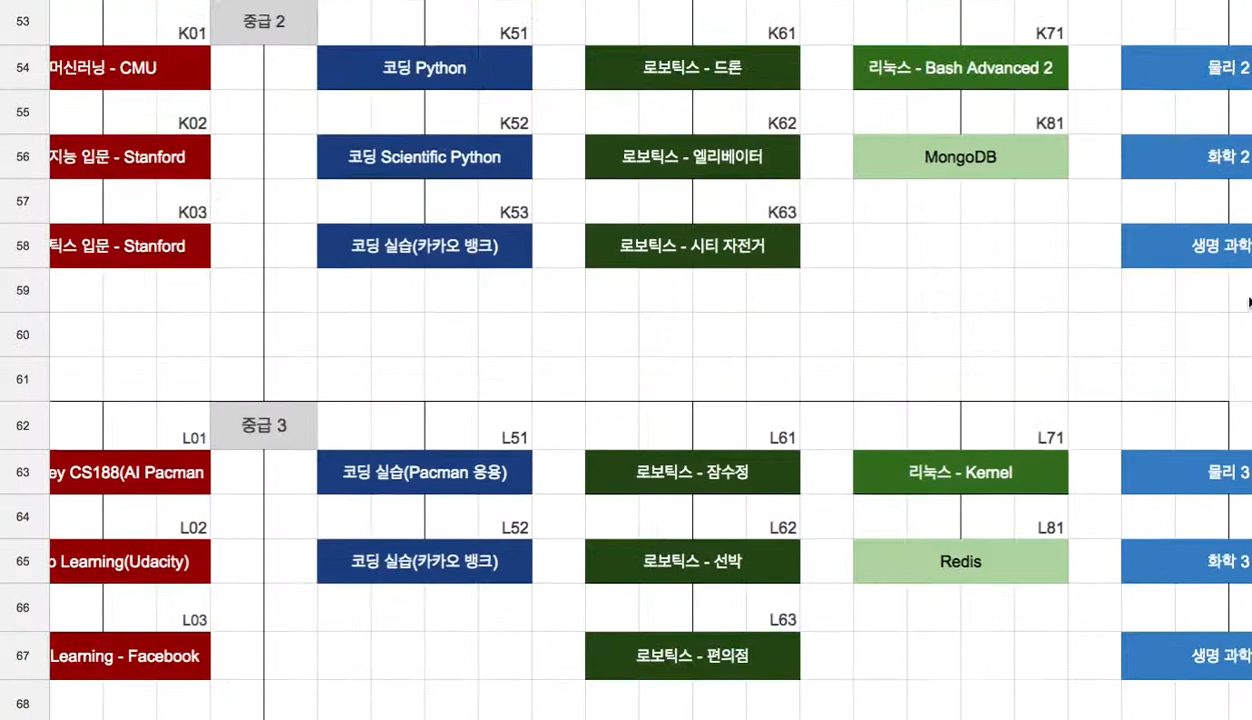 53 중급 2
K01 K51 K61 K71
54 머신러닝 - CMU 코딩 Python 로보틱스 - 드론 리눅스 - Bash Advanced 2 물리 2
55 K02 K52 K62 K81
56 지능 입문 - Stanford 코딩 Scientific Python 로보틱스 - 엘리베이터 MongoDB 화학 2
57 K03 K53 K63
58 틱스 입문 - Stanford 코딩 실습(카카오 뱅크) 로보틱스 - 시티 자전거 생명 과학
59
60
61
62 중급 3
L01 L51 L61 L71
63 ey CS188(AI Pacman 코딩 실습(Pacman 응용) 로보틱스 - 잠수정 리눅스 - Kernel 물리 3
64 L02 L52 L62 L81
65 Learning(Udacity) 코딩 실습(카카오 뱅크) 로보틱스 - 선박 Redis 화학 3
66 L03 L63
67 Learning - Facebook 로보틱스 - 편의점 생명 과학
68